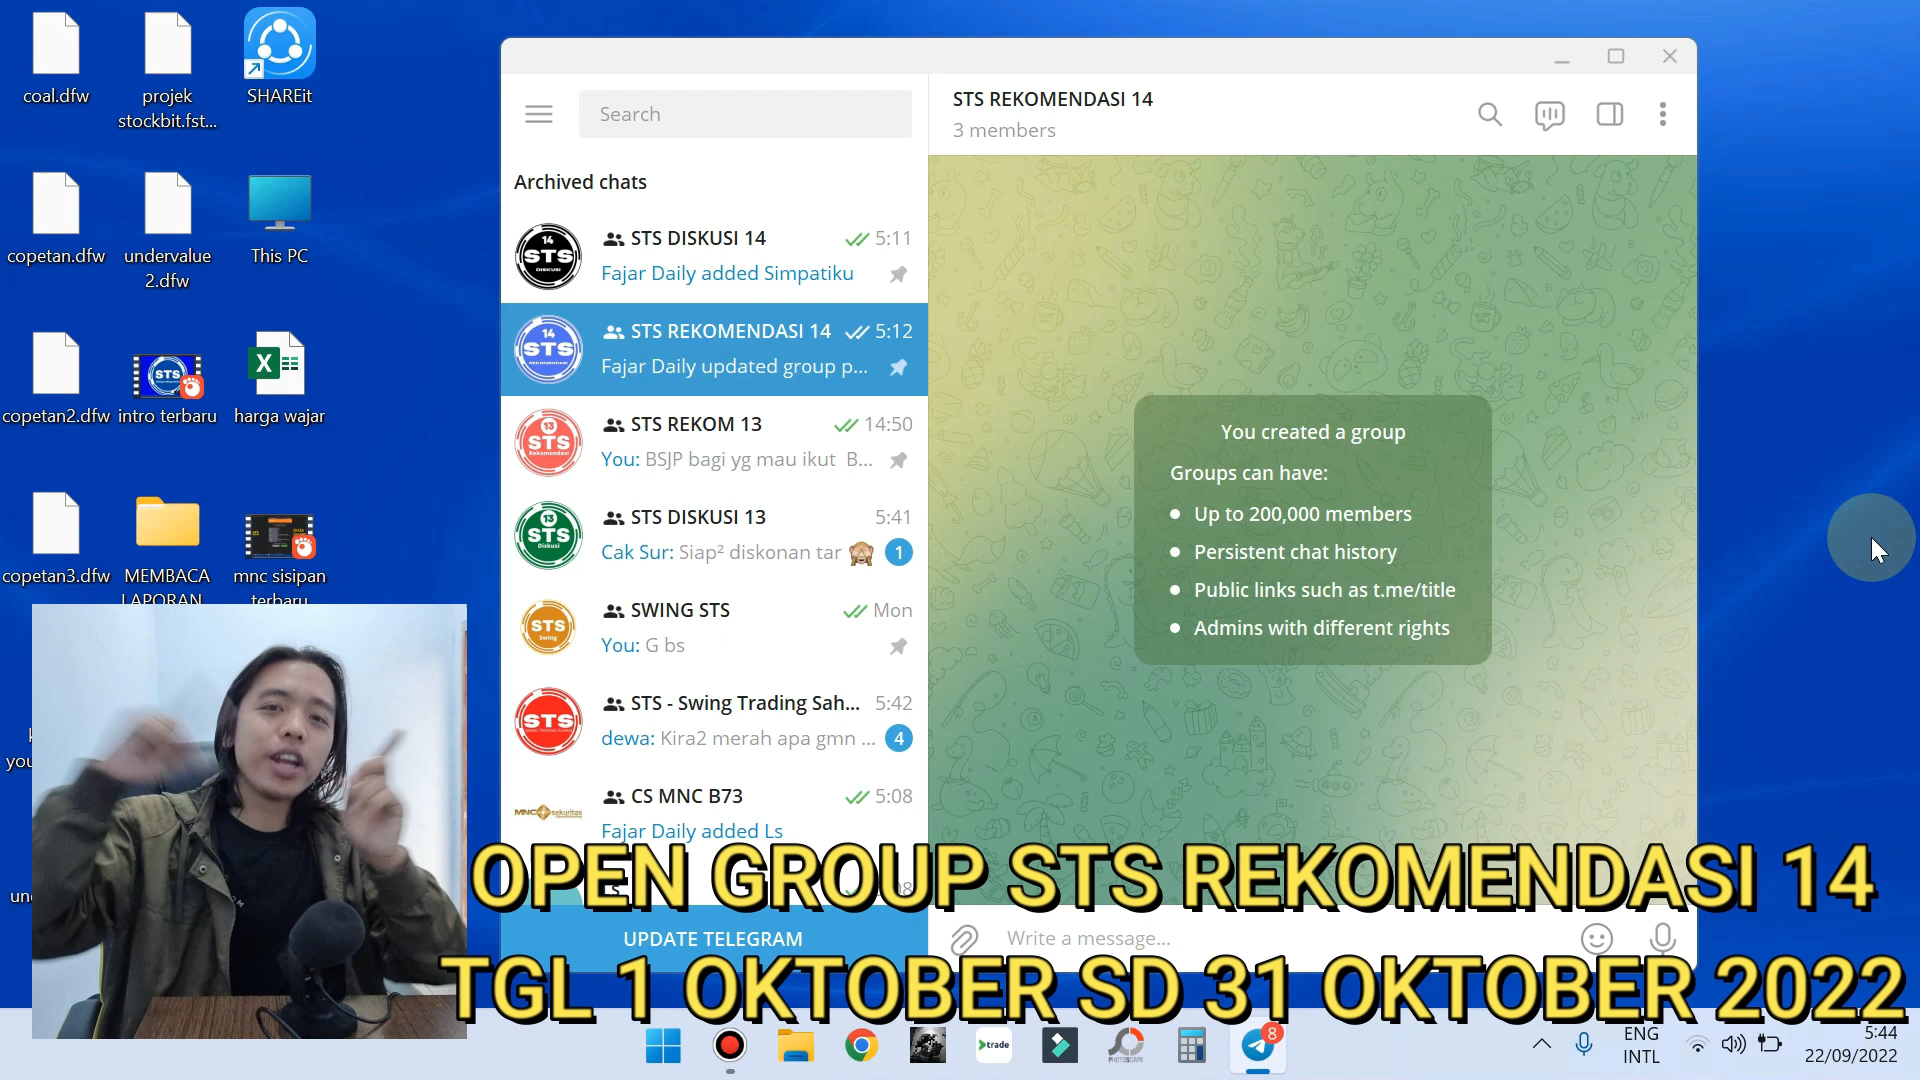 coal.dfw
projek
stockbit.fst...
SHAREit
copetan.dfw
undervalue
2.dfw
This PC
copetan2.dfw
intro terbaru
harga wajar
copetan3.dfw
MEMBACA
LAPORAN
mnc sisipan
terbaru
Search
Archived chats
STS DISKUSI 14
5:11
Fajar Daily added Simpatiku
STS REKOMENDASI 14
5:12
Fajar Daily updated group p...
STS REKOM 13
14:50
You: BSJP bagi yg mau ikut B...
STS DISKUSI 13
5:41
Cak Sur: Siap² diskonan tar
1
SWING STS
Mon
You: G bs
STS - Swing Trading Sah...
5:42
dewa: Kira2 merah apa gmn ...
4
CS MNC B73
5:08
Fajar Daily added Ls
UPDATE TELEGRAM
STS REKOMENDASI 14
3 members
You created a group
Groups can have:
Up to 200,000 members
Persistent chat history
Public links such as t.me/title
Admins with different rights
Write a message...
OPEN GROUP STS REKOMENDASI 14
TGL 1 OKTOBER SD 31 OKTOBER 2022
trade
8
ENG
INTL
5:44
22/09/2022